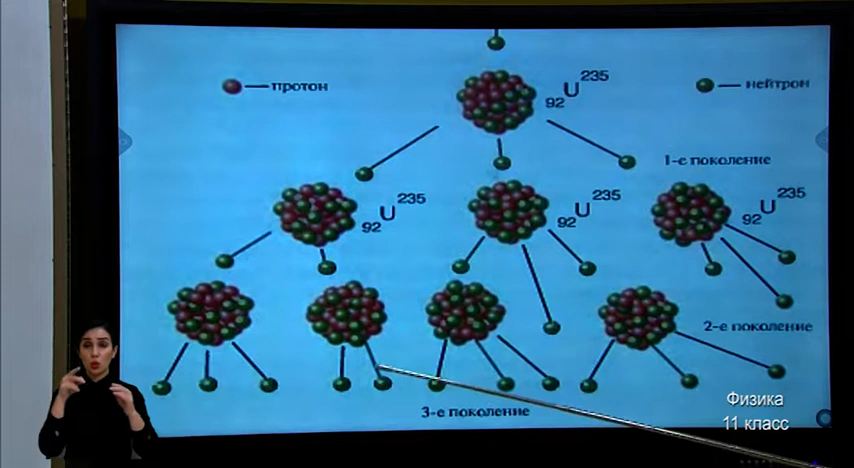 протон
92 U 235
нейтрон
1-е поколение
92 U 235
92 U 235
92 U 235
2-е поколение
3-е поколение
Физика
11 класс